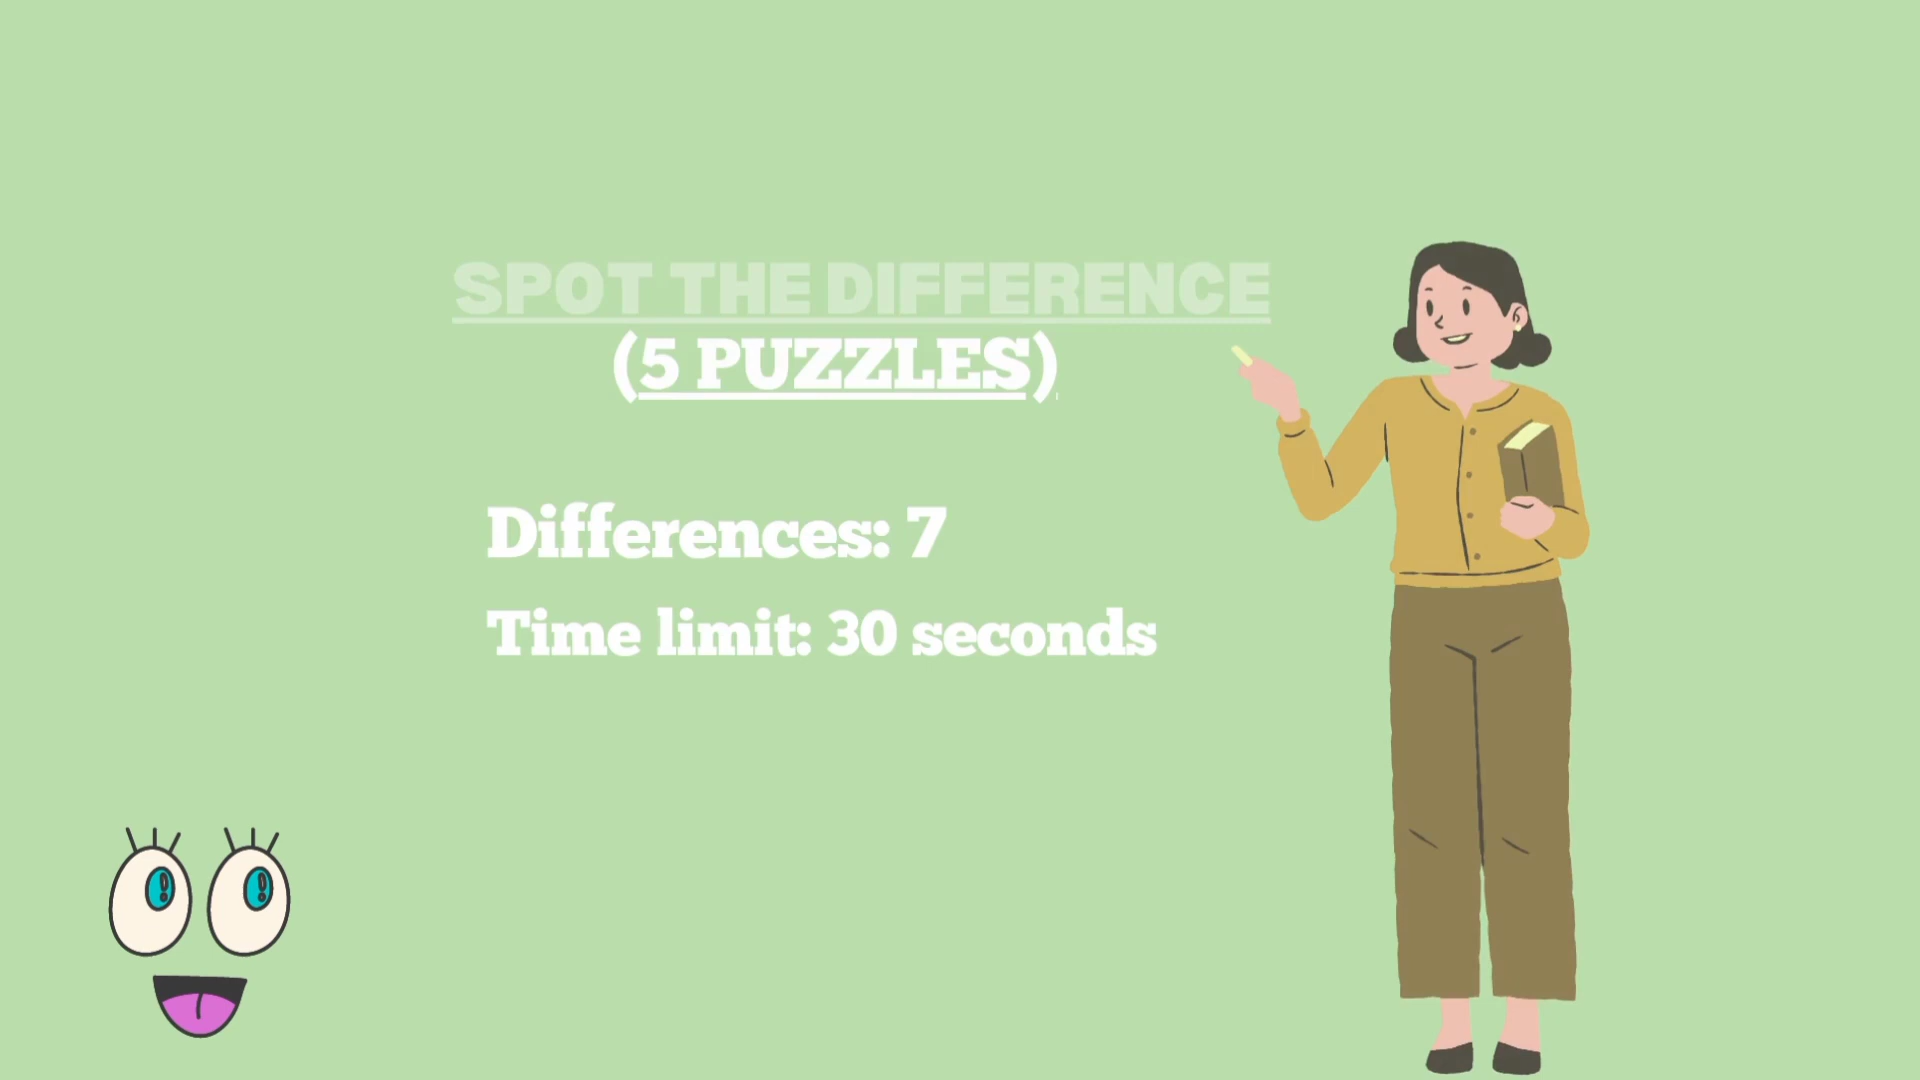 SPOT THE DIFFERENCE
(5 PUZZLES)
Differences: 7
Time limit: 30 seconds